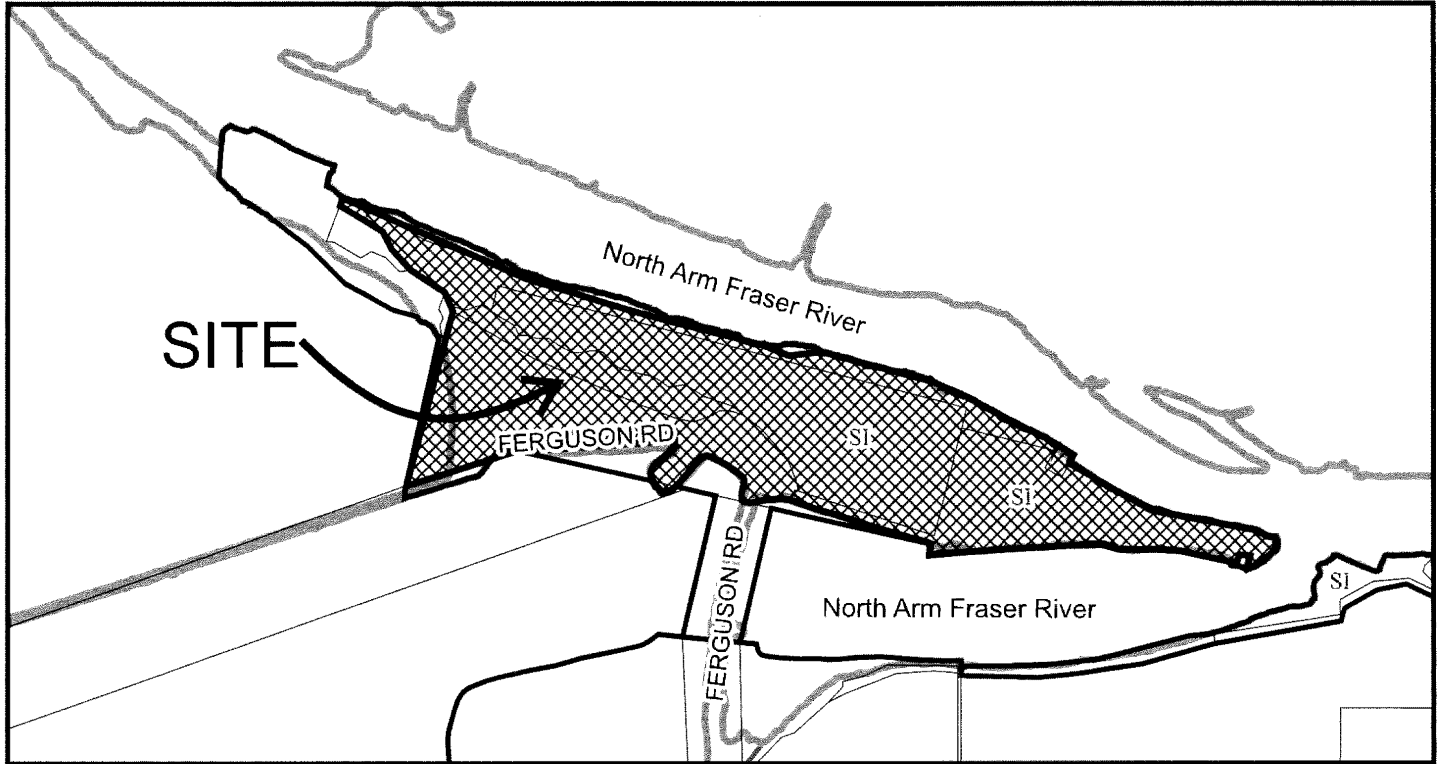 North Arm Fraser River
SITE
FERGUSON RD
SI
SI
FERGUSON RD
North Arm Fraser River
SI